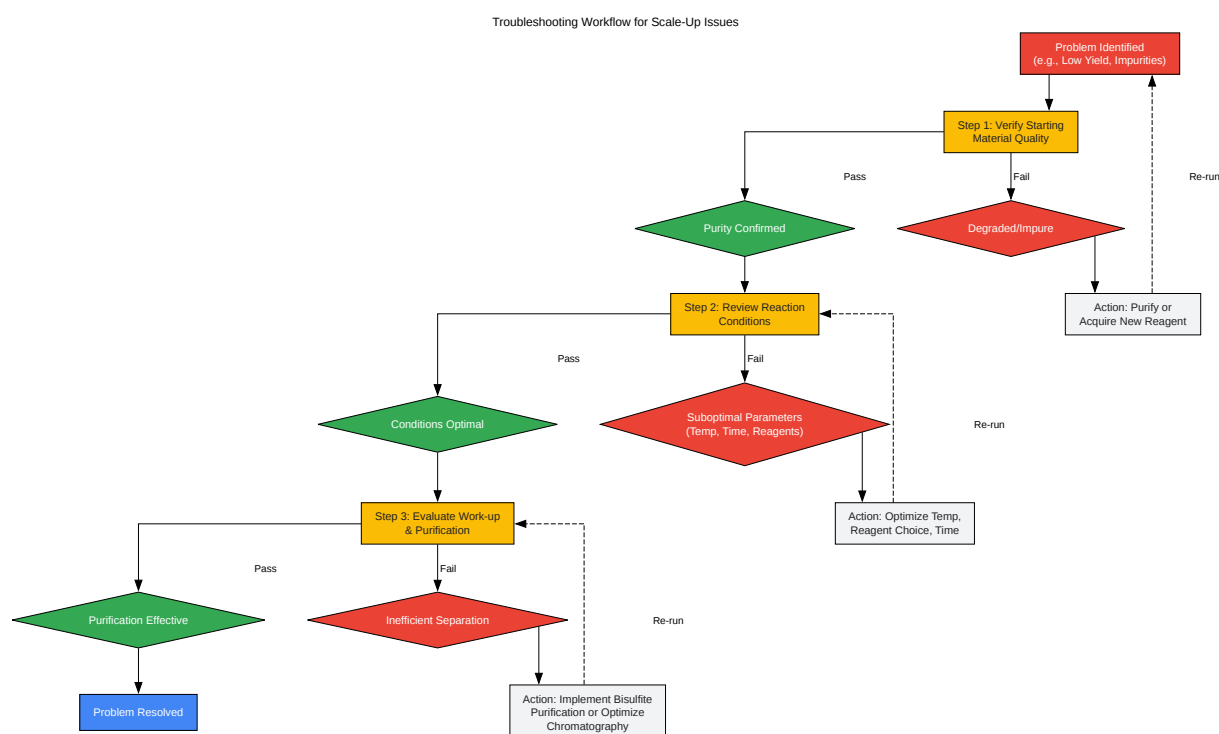 Troubleshooting Workflow for Scale-Up Issues
Problem Identified
(e.g., Low Yield, Impurities)
Step 1: Verify Starting
Material Quality
Pass
Fail
Re-run
Purity Confirmed
Degraded/Impure
Action: Purify or
Acquire New Reagent
Step 2: Review Reaction
Conditions
Pass
Fail
Re-run
Conditions Optimal
Suboptimal Parameters
(Temp, Time, Reagents)
Action: Optimize Temp,
Reagent Choice, Time
Step 3: Evaluate Work-up
& Purification
Pass
Fail
Re-run
Purification Effective
Inefficient Separation
Action: Implement Bisulfite
Purification or Optimize
Chromatography
Problem Resolved